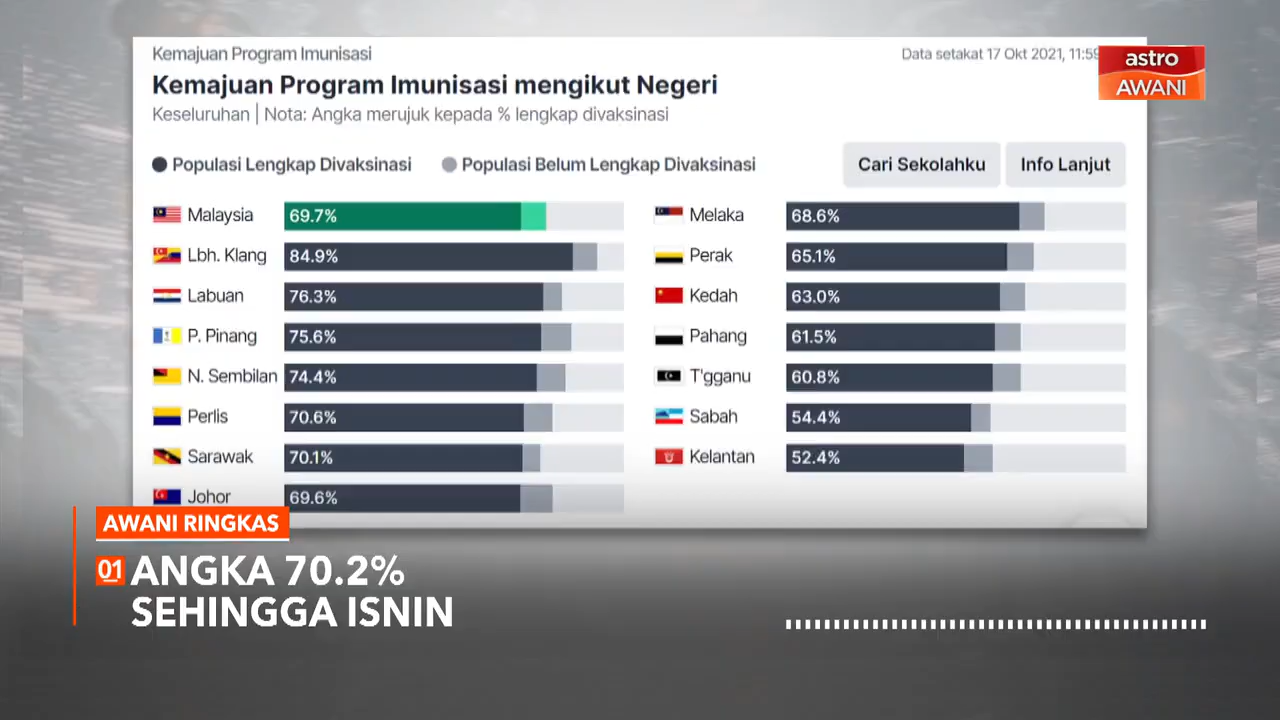 Kemajuan Program Imunisasi
Data setakat 17 Okt 2021, 11:59
astro
AWANI
Kemajuan Program Imunisasi mengikut Negeri
Keseluruhan | Nota: Angka merujuk kepada % lengkap divaksinasi
Populasi Lengkap Divaksinasi
Populasi Belum Lengkap Divaksinasi
Cari Sekolahku
Info Lanjut
Malaysia 69.7%
Lbh. Klang 84.9%
Labuan 76.3%
P. Pinang 75.6%
N. Sembilan 74.4%
Perlis 70.6%
Sarawak 70.1%
Johor 69.6%
Melaka 68.6%
Perak 65.1%
Kedah 63.0%
Pahang 61.5%
T'gganu 60.8%
Sabah 54.4%
Kelantan 52.4%
AWANI RINGKAS
01 ANGKA 70.2%
SEHINGGA ISNIN